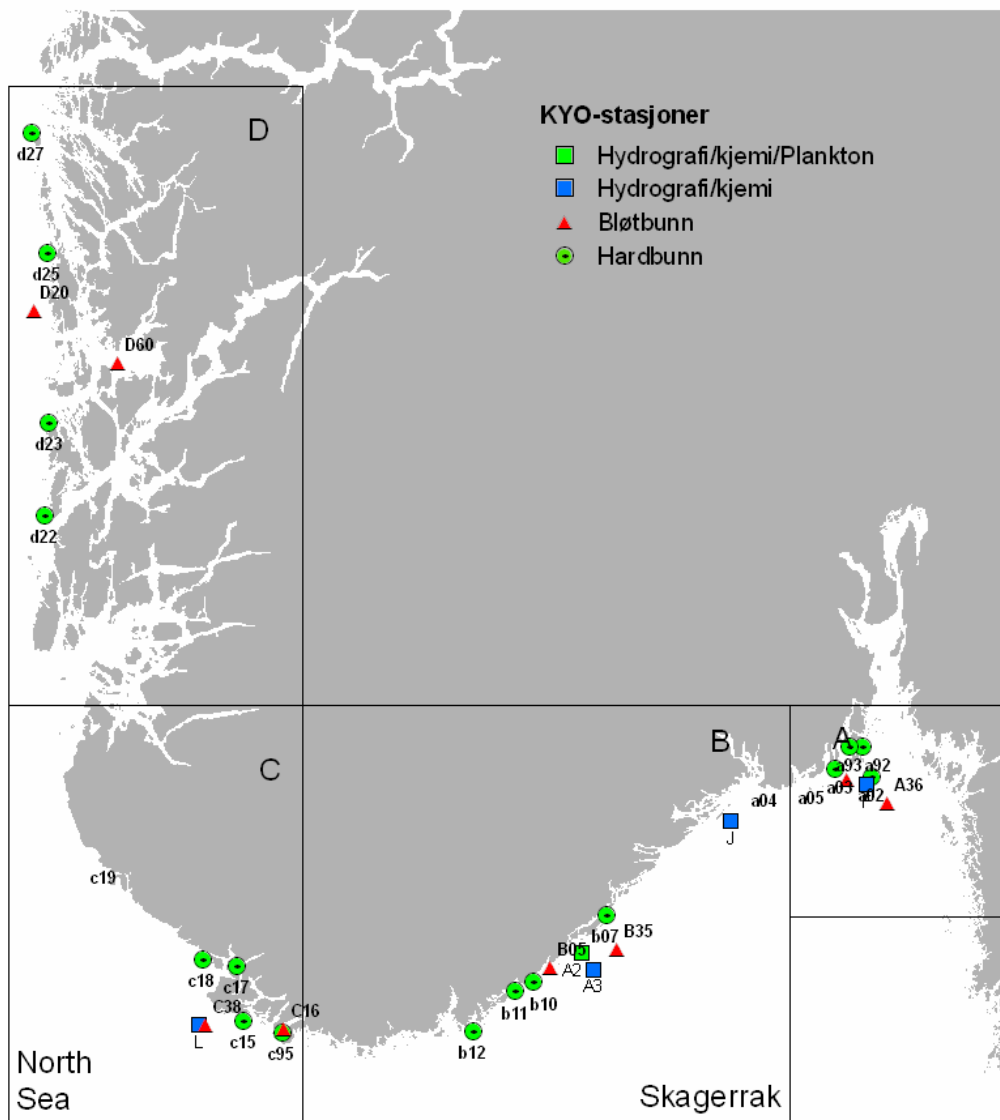 KYO-stasjoner
Hydrografi/kjemi/Plankton
Hydrografi/kjemi
Bløtbunn
Hardbunn
D
d27
d25
D20
D60
d23
d22
A
a93
a92
a03
a02
A36
a05
B
a04
J
C
c19
b07
B35
B05
A2
A3
c18
c17
b10
b11
C38
C16
L
c15
c95
b12
North
Sea
Skagerrak